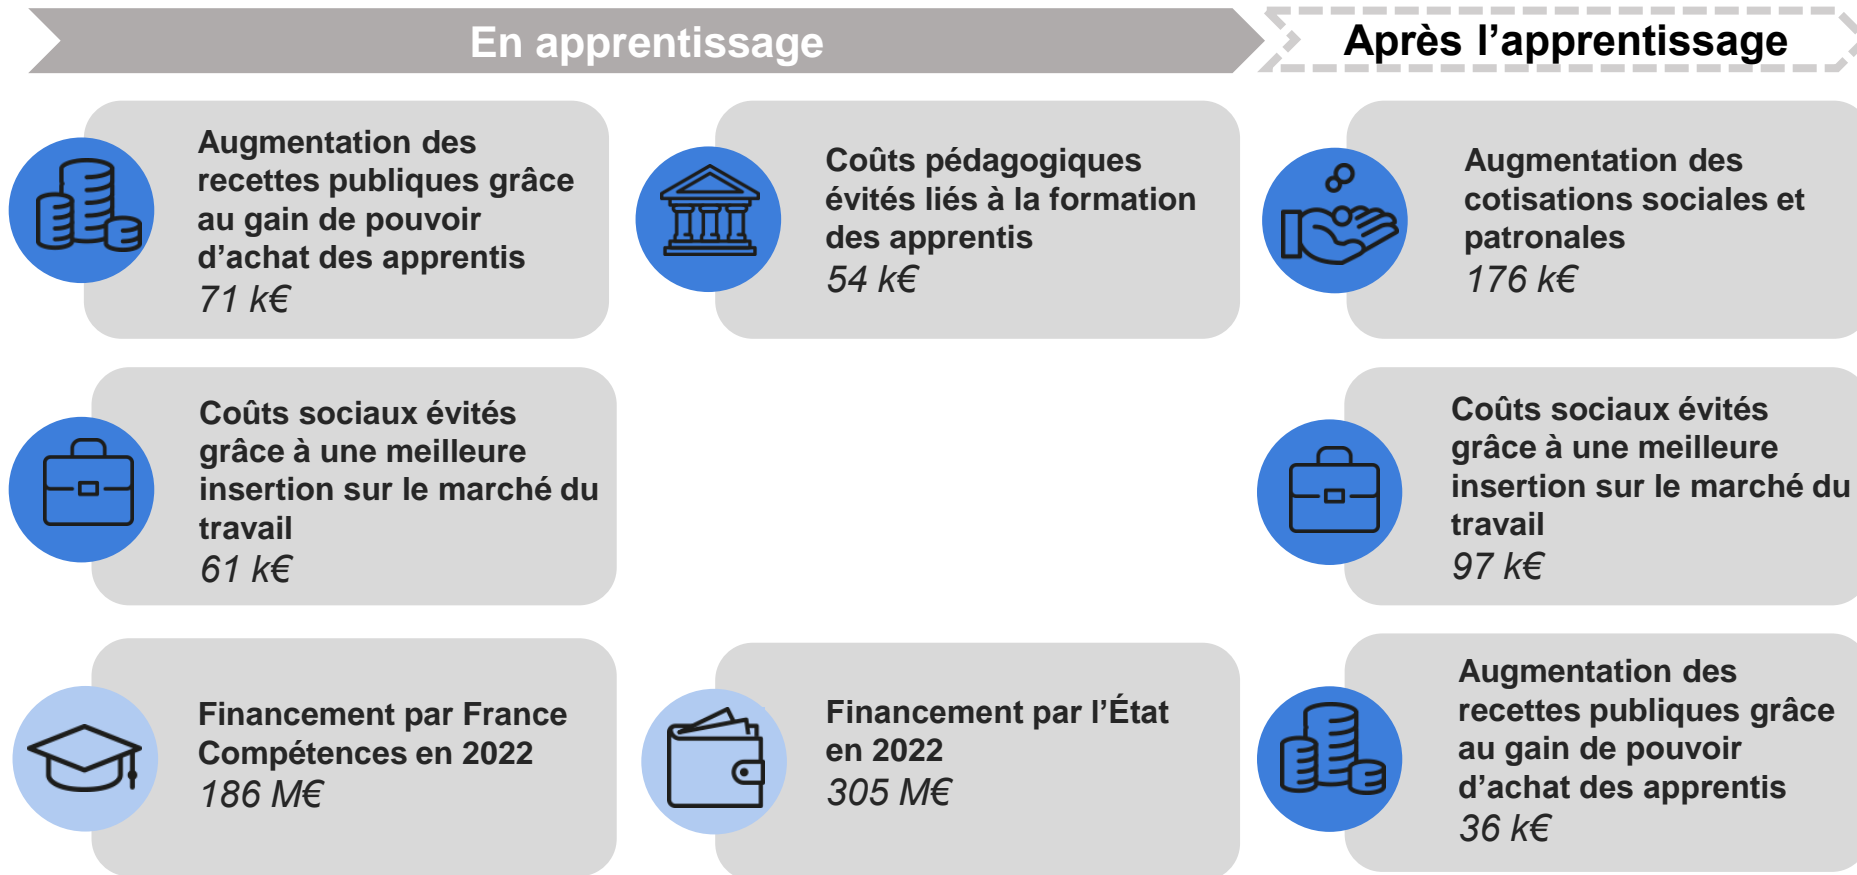 En apprentissage
Après l’apprentissage
Augmentation des
recettes publiques grâce
au gain de pouvoir
d’achat des apprentis
71 k€
Coûts pédagogiques
évités liés à la formation
des apprentis
54 k€
Augmentation des
cotisations sociales et
patronales
176 k€
Coûts sociaux évités
grâce à une meilleure
insertion sur le marché du
travail
61 k€
Coûts sociaux évités
grâce à une meilleure
insertion sur le marché du
travail
97 k€
Financement par France
Compétences en 2022
186 M€
Financement par l’État
en 2022
305 M€
Augmentation des
recettes publiques grâce
au gain de pouvoir
d’achat des apprentis
36 k€